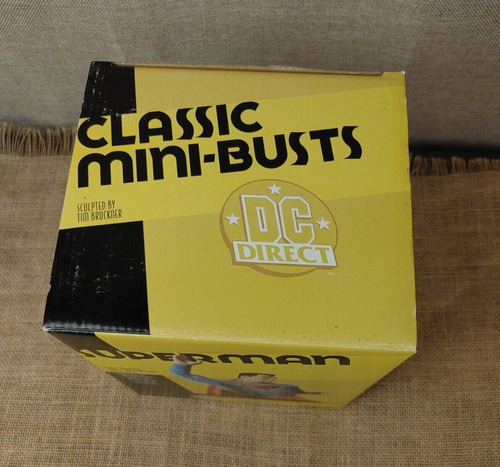 CLASSIC
MINI-BUSTS
SCULPTED BY
TIM BRUCKNER
DC
DIRECT
SUPERMAN